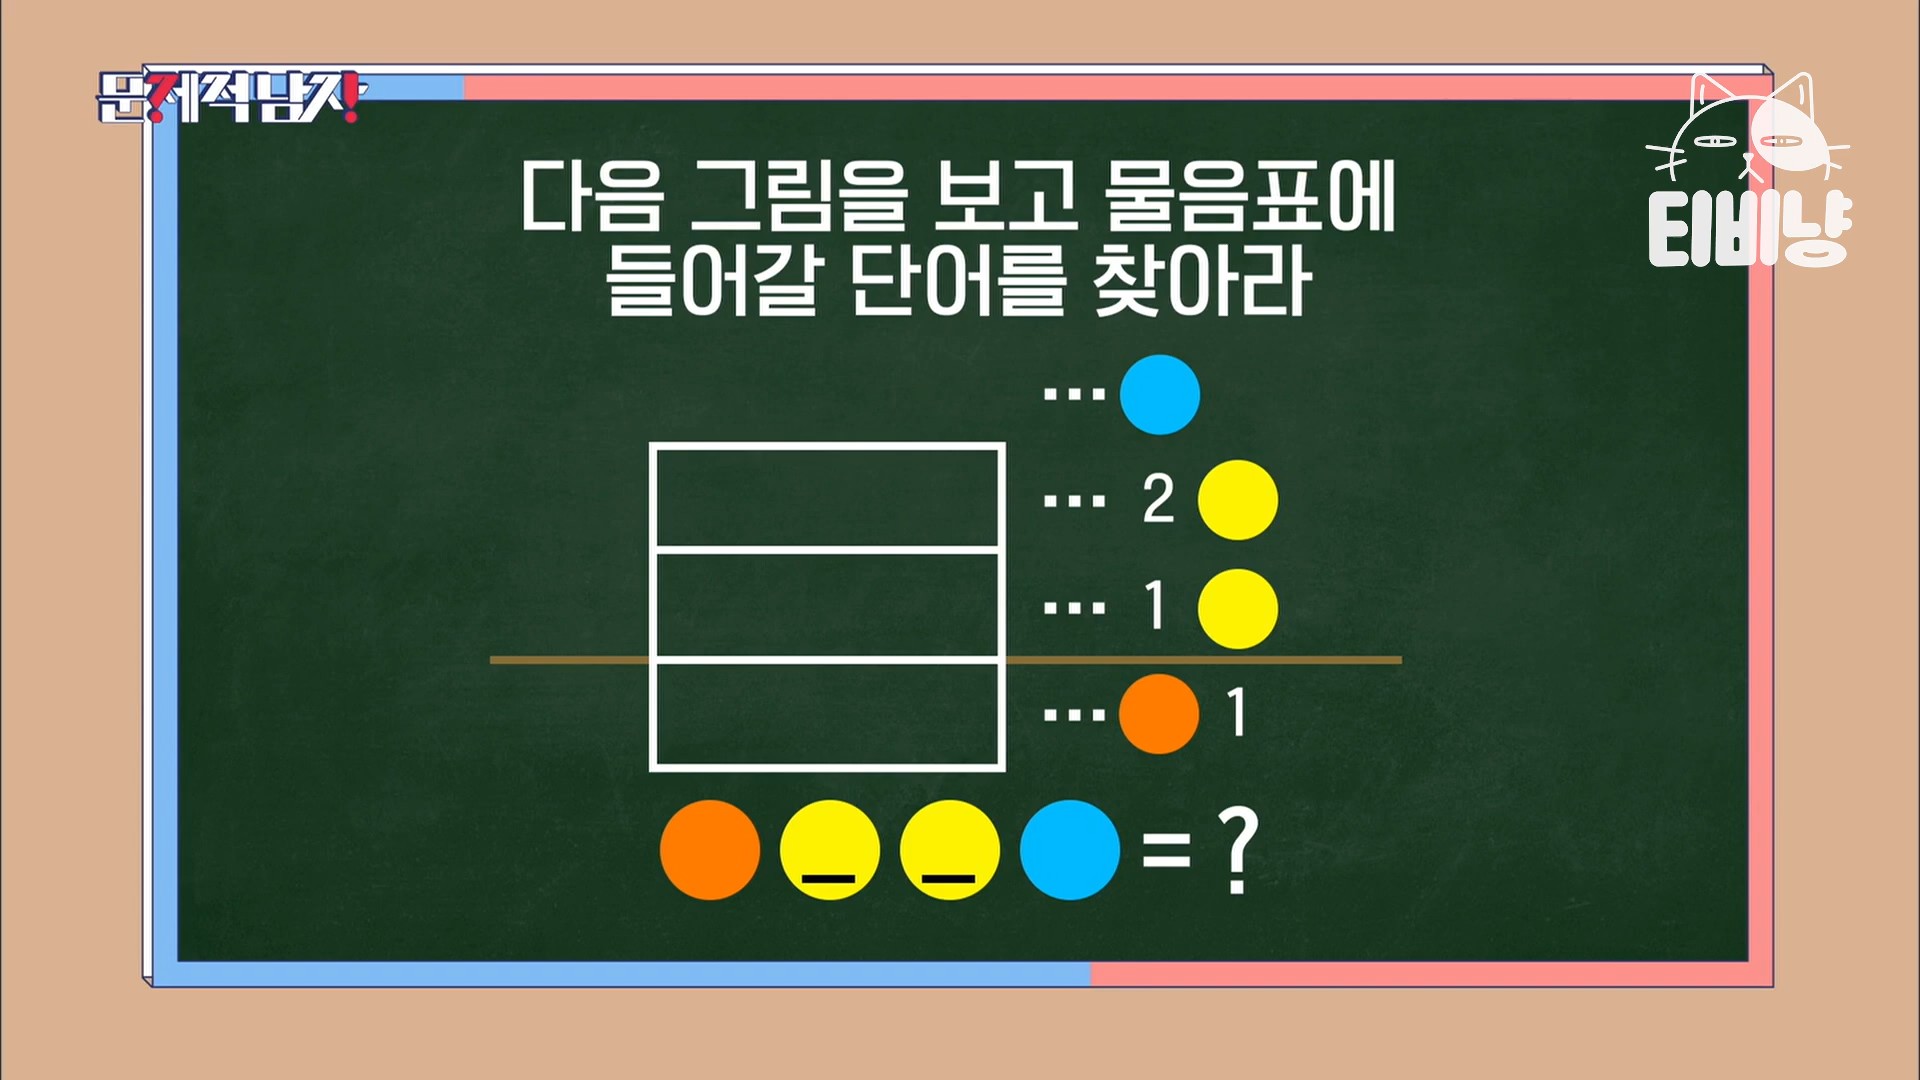 문제적남자
티비냥
다음 그림을 보고 물음표에
들어갈 단어를 찾아라
···
··· 2
··· 1
··· 1
= ?